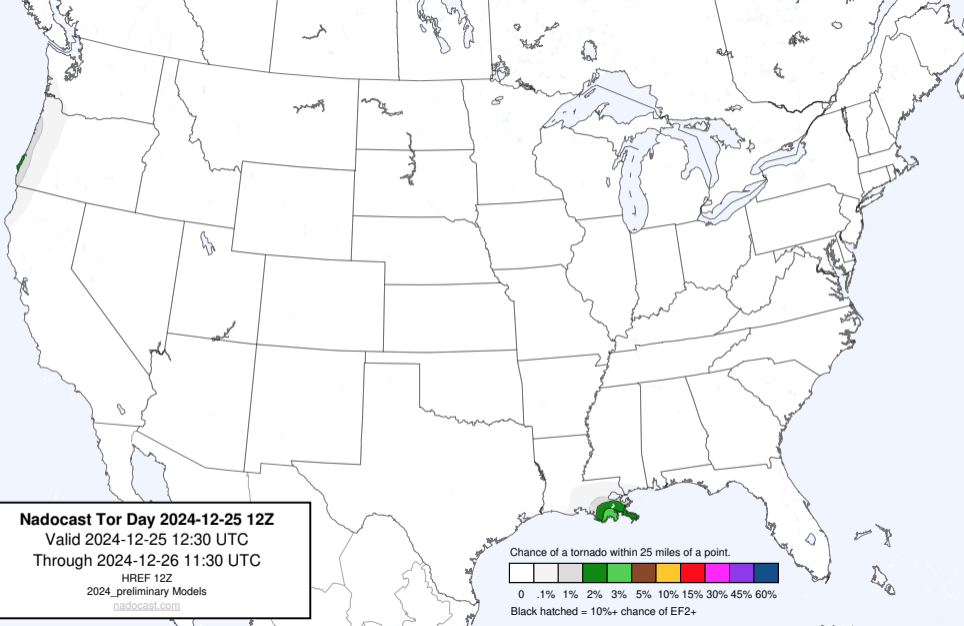 Nadocast Tor Day 2024-12-25 12Z
Valid 2024-12-25 12:30 UTC
Through 2024-12-26 11:30 UTC
HREF 12Z
2024_preliminary Models
nadocast.com
Chance of a tornado within 25 miles of a point.
0 .1% 1% 2% 3% 5% 10% 15% 30% 45% 60%
Black hatched = 10%+ chance of EF2+